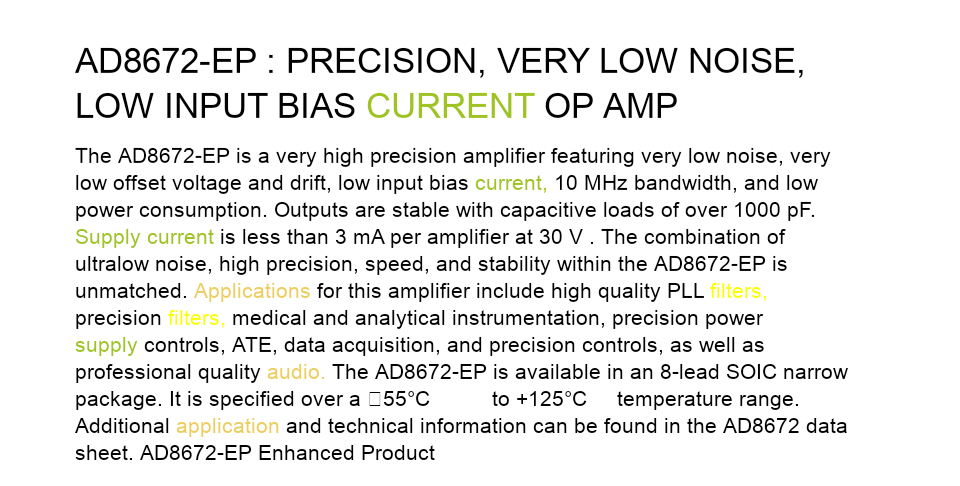 AD8672-EP : PRECISION, VERY LOW NOISE,
LOW INPUT BIAS CURRENT OP AMP
The AD8672-EP is a very high precision amplifier featuring very low noise, very
low offset voltage and drift, low input bias current, 10 MHz bandwidth, and low
power consumption. Outputs are stable with capacitive loads of over 1000 pF.
Supply current is less than 3 mA per amplifier at 30 V . The combination of
ultralow noise, high precision, speed, and stability within the AD8672-EP is
unmatched. Applications for this amplifier include high quality PLL filters,
precision filters, medical and analytical instrumentation, precision power
supply controls, ATE, data acquisition, and precision controls, as well as
professional quality audio. The AD8672-EP is available in an 8-lead SOIC narrow
package. It is specified over a □55°C to +125°C temperature range.
Additional application and technical information can be found in the AD8672 data
sheet. AD8672-EP Enhanced Product